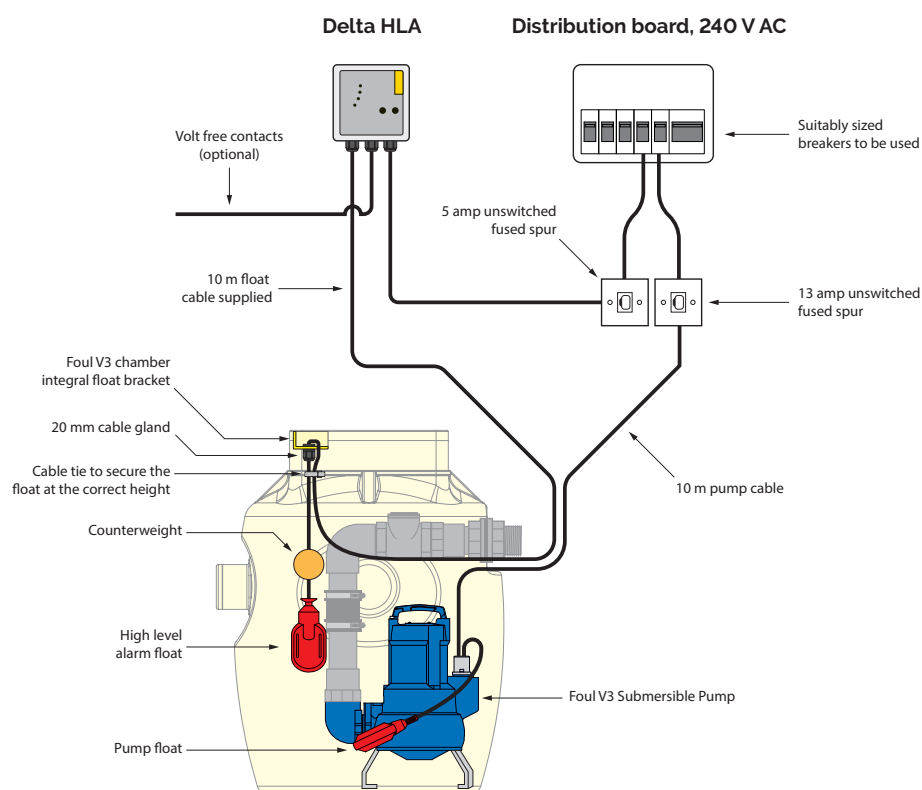 Delta HLA
Distribution board, 240 V AC
Volt free contacts
(optional)
Suitably sized
breakers to be used
5 amp unswitched
fused spur
10 m float
cable supplied
13 amp unswitched
fused spur
Foul V3 chamber
integral float bracket
20 mm cable gland
Cable tie to secure the
float at the correct height
10 m pump cable
Counterweight
High level
alarm float
Foul V3 Submersible Pump
Pump float